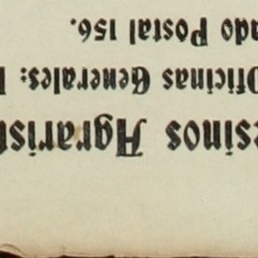 esinos Agrarist
Oficinas Generales:
ado Postal 156.